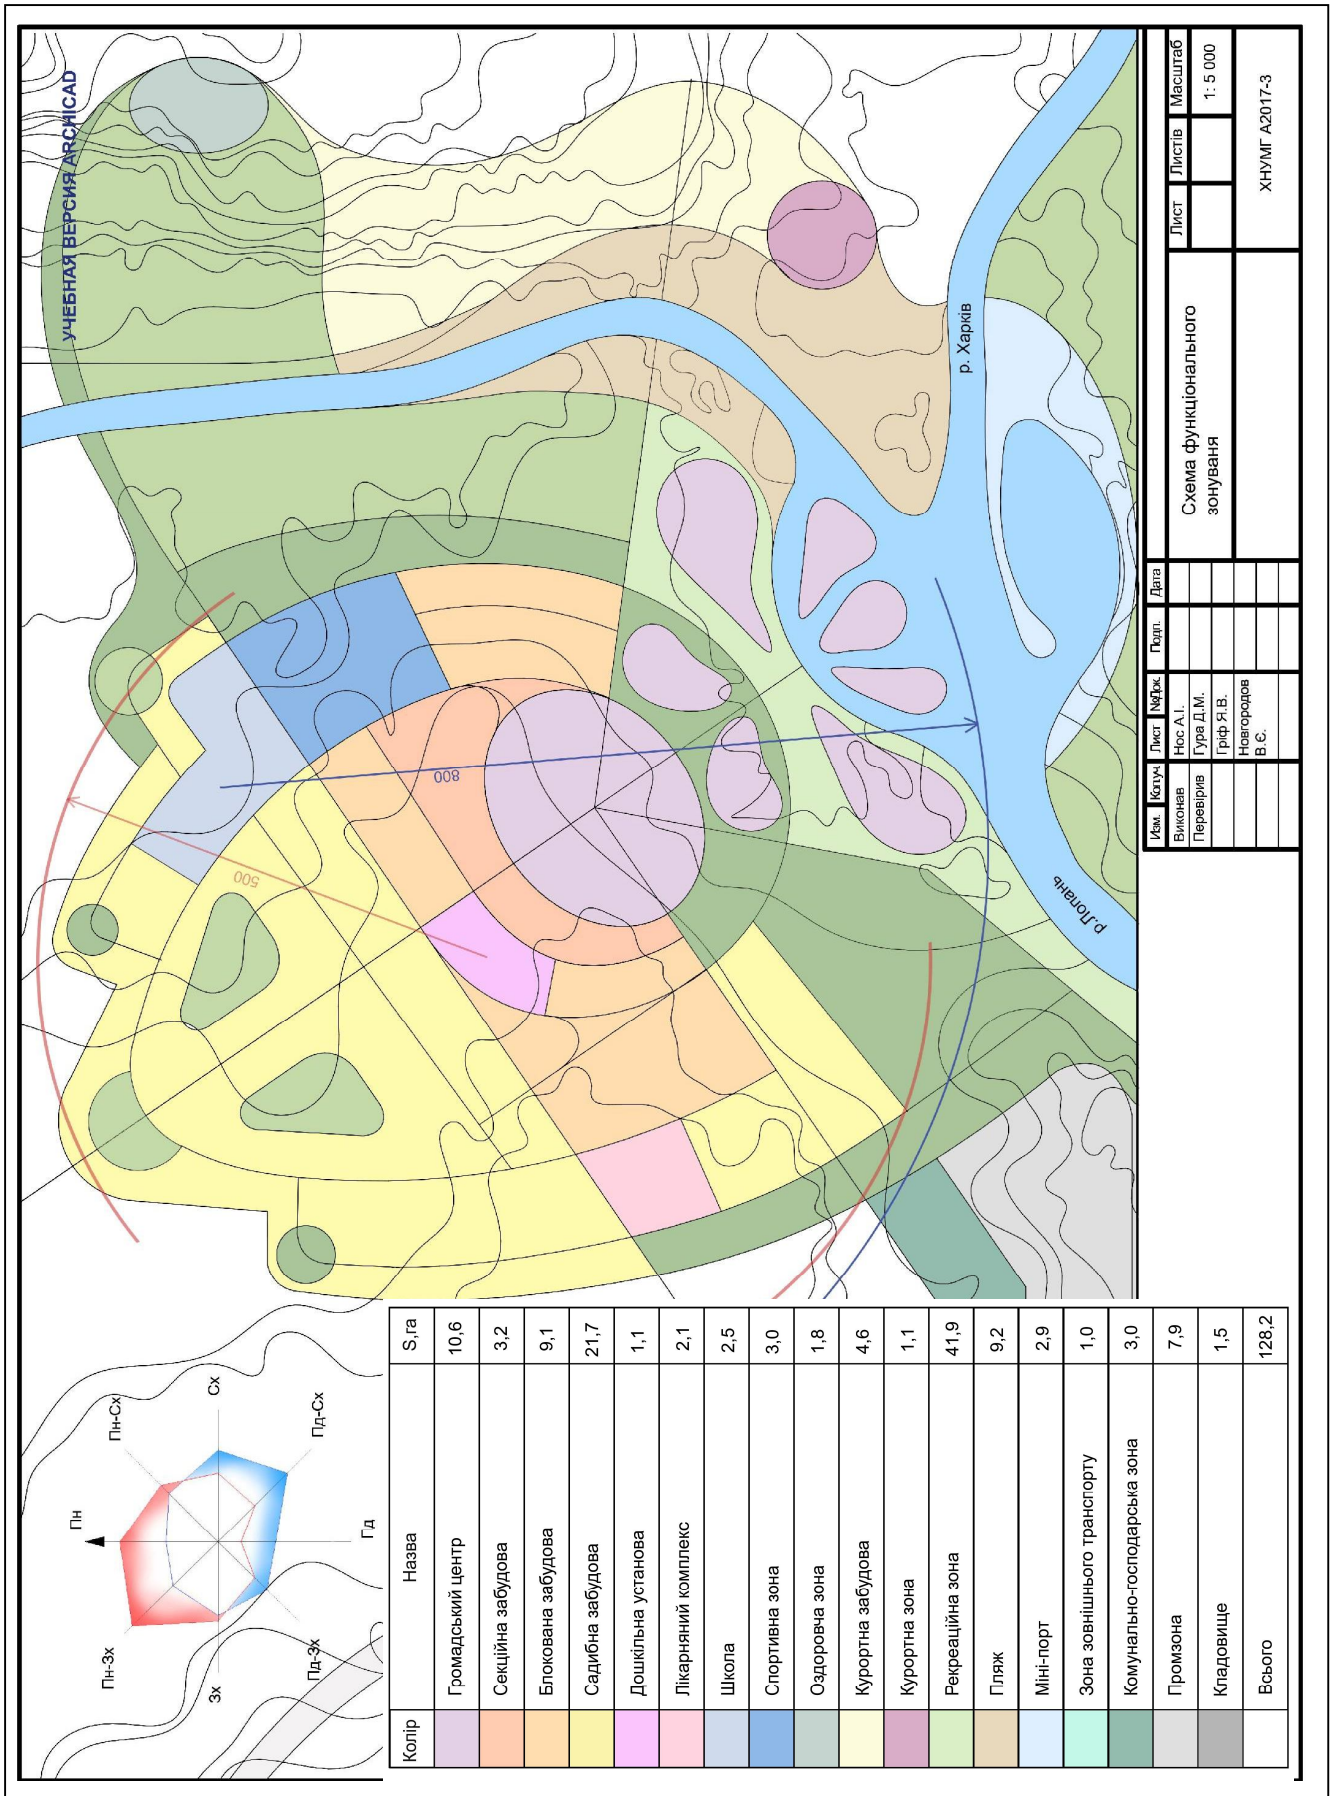 УЧЕБНАЯ ВЕРСИЯ ARCHICAD
800
500
р. Харків
р.Лопань
Пн
Пн-Сх
Сх
Пд-Сх
Пд
Пд-Зх
Зх
Пн-Зх
Колір Назва S,га
Громадський центр 10,6
Секційна забудова 3,2
Блокована забудова 9,1
Садибна забудова 21,7
Дошкільна установа 1,1
Лікарняний комплекс 2,1
Школа 2,5
Спортивна зона 3,0
Оздоровча зона 1,8
Курортна забудова 4,6
Курортна зона 1,1
Рекреаційна зона 41,9
Пляж 9,2
Міні-порт 2,9
Зона зовнішнього транспорту 1,0
Комунально-господарська зона 3,0
Промзона 7,9
Кладовище 1,5
Всього 128,2
Изм. Кол.уч Лист №Док. Подп. Дата
Виконав Нос А.І.
Перевірив Гура Д.М.
Гріф Я.В.
Новгородов
В.Є.
Схема функціонального
зонуваня
Лист Листів Масштаб
1: 5 000
ХНУМГ А2017-3